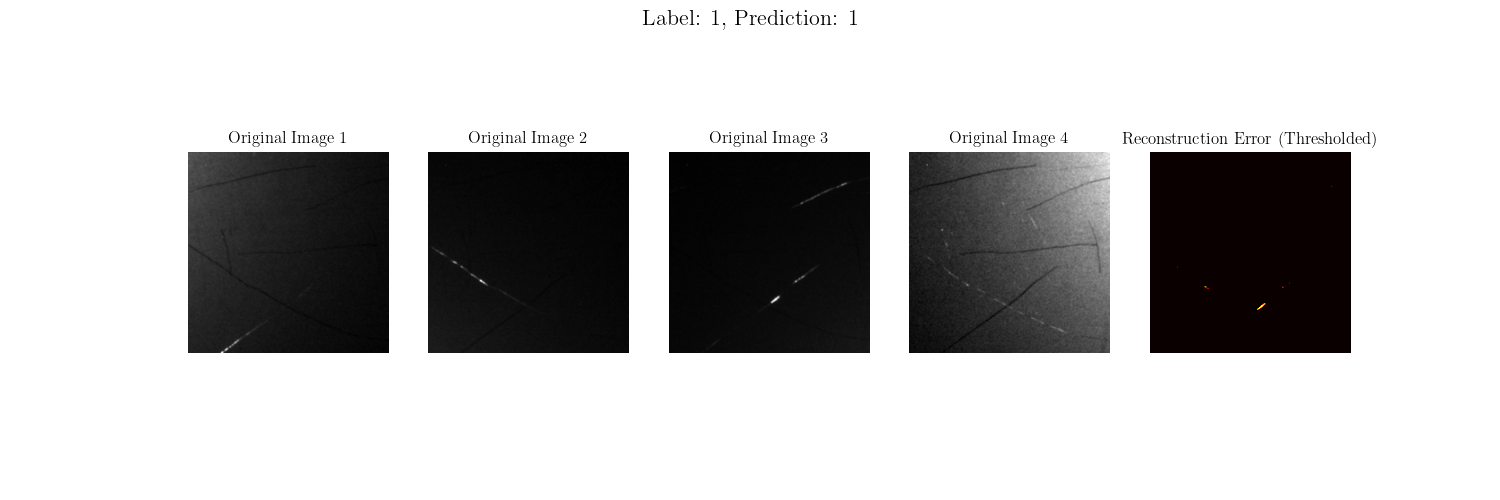 Label: 1, Prediction: 1
Original Image 1
Original Image 2
Original Image 3
Original Image 4
Reconstruction Error (Thresholded)